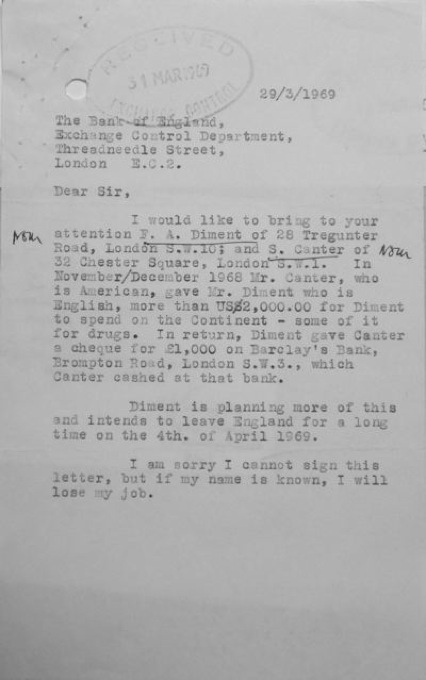 RECEIVED
31 MAR 1969
EXCHANGE CONTROL
29/3/1969
The Bank of England,
Exchange Control Department,
Threadneedle Street,
London E.C.2.
Dear Sir,
I would like to bring to your
attention F. A. Diment of 28 Tregunter
Road, London S.W.10; and S. Canter of
32 Chester Square, London S.W.1. In
November/December 1968 Mr. Canter, who
is American, gave Mr. Diment who is
English, more than US$2,000.00 for Diment
to spend on the Continent - some of it
for drugs. In return, Diment gave Canter
a cheque for £1,000 on Barclay's Bank,
Brompton Road, London S.W.3., which
Canter cashed at that bank.
Diment is planning more of this
and intends to leave England for a long
time on the 4th. of April 1969.
I am sorry I cannot sign this
letter, but if my name is known, I will
lose my job.